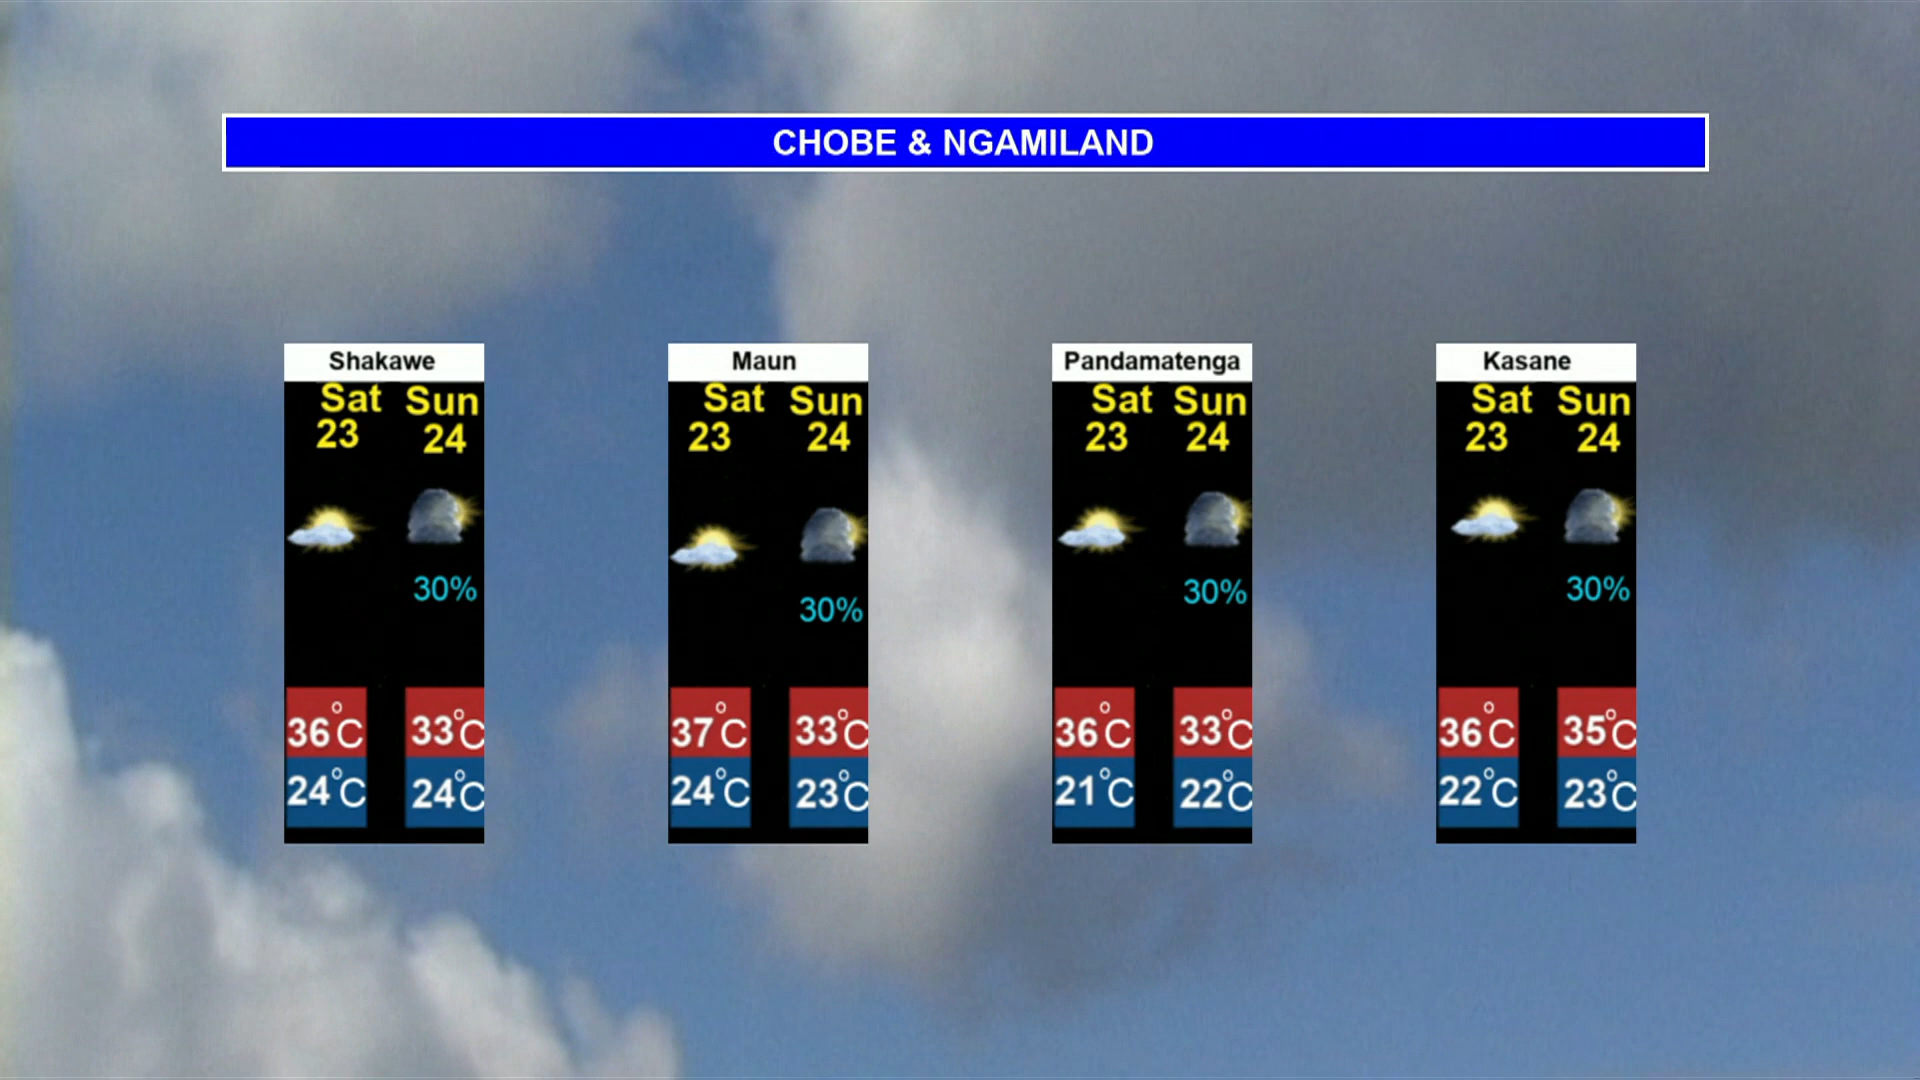 CHOBE & NGAMILAND
Shakawe
Sat Sun
23 24
30%
36°C 33°C
24°C 24°C
Maun
Sat Sun
23 24
30%
37°C 33°C
24°C 23°C
Pandamatenga
Sat Sun
23 24
30%
36°C 33°C
21°C 22°C
Kasane
Sat Sun
23 24
30%
36°C 35°C
22°C 23°C